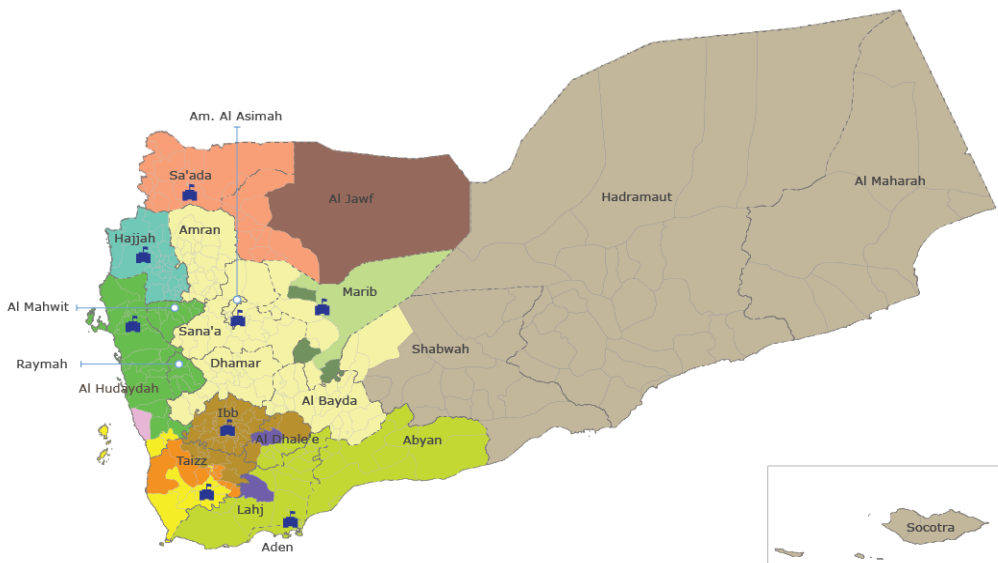 Am. Al Asimah
Sa'ada
Al Jawf
Hadramaut
Al Maharah
Amran
Hajjah
Marib
Al Mahwit
Sana'a
Shabwah
Raymah
Dhamar
Al Hudaydah
Al Bayda
Ibb
Al Dhale'e
Abyan
Taizz
Lahj
Socotra
Aden